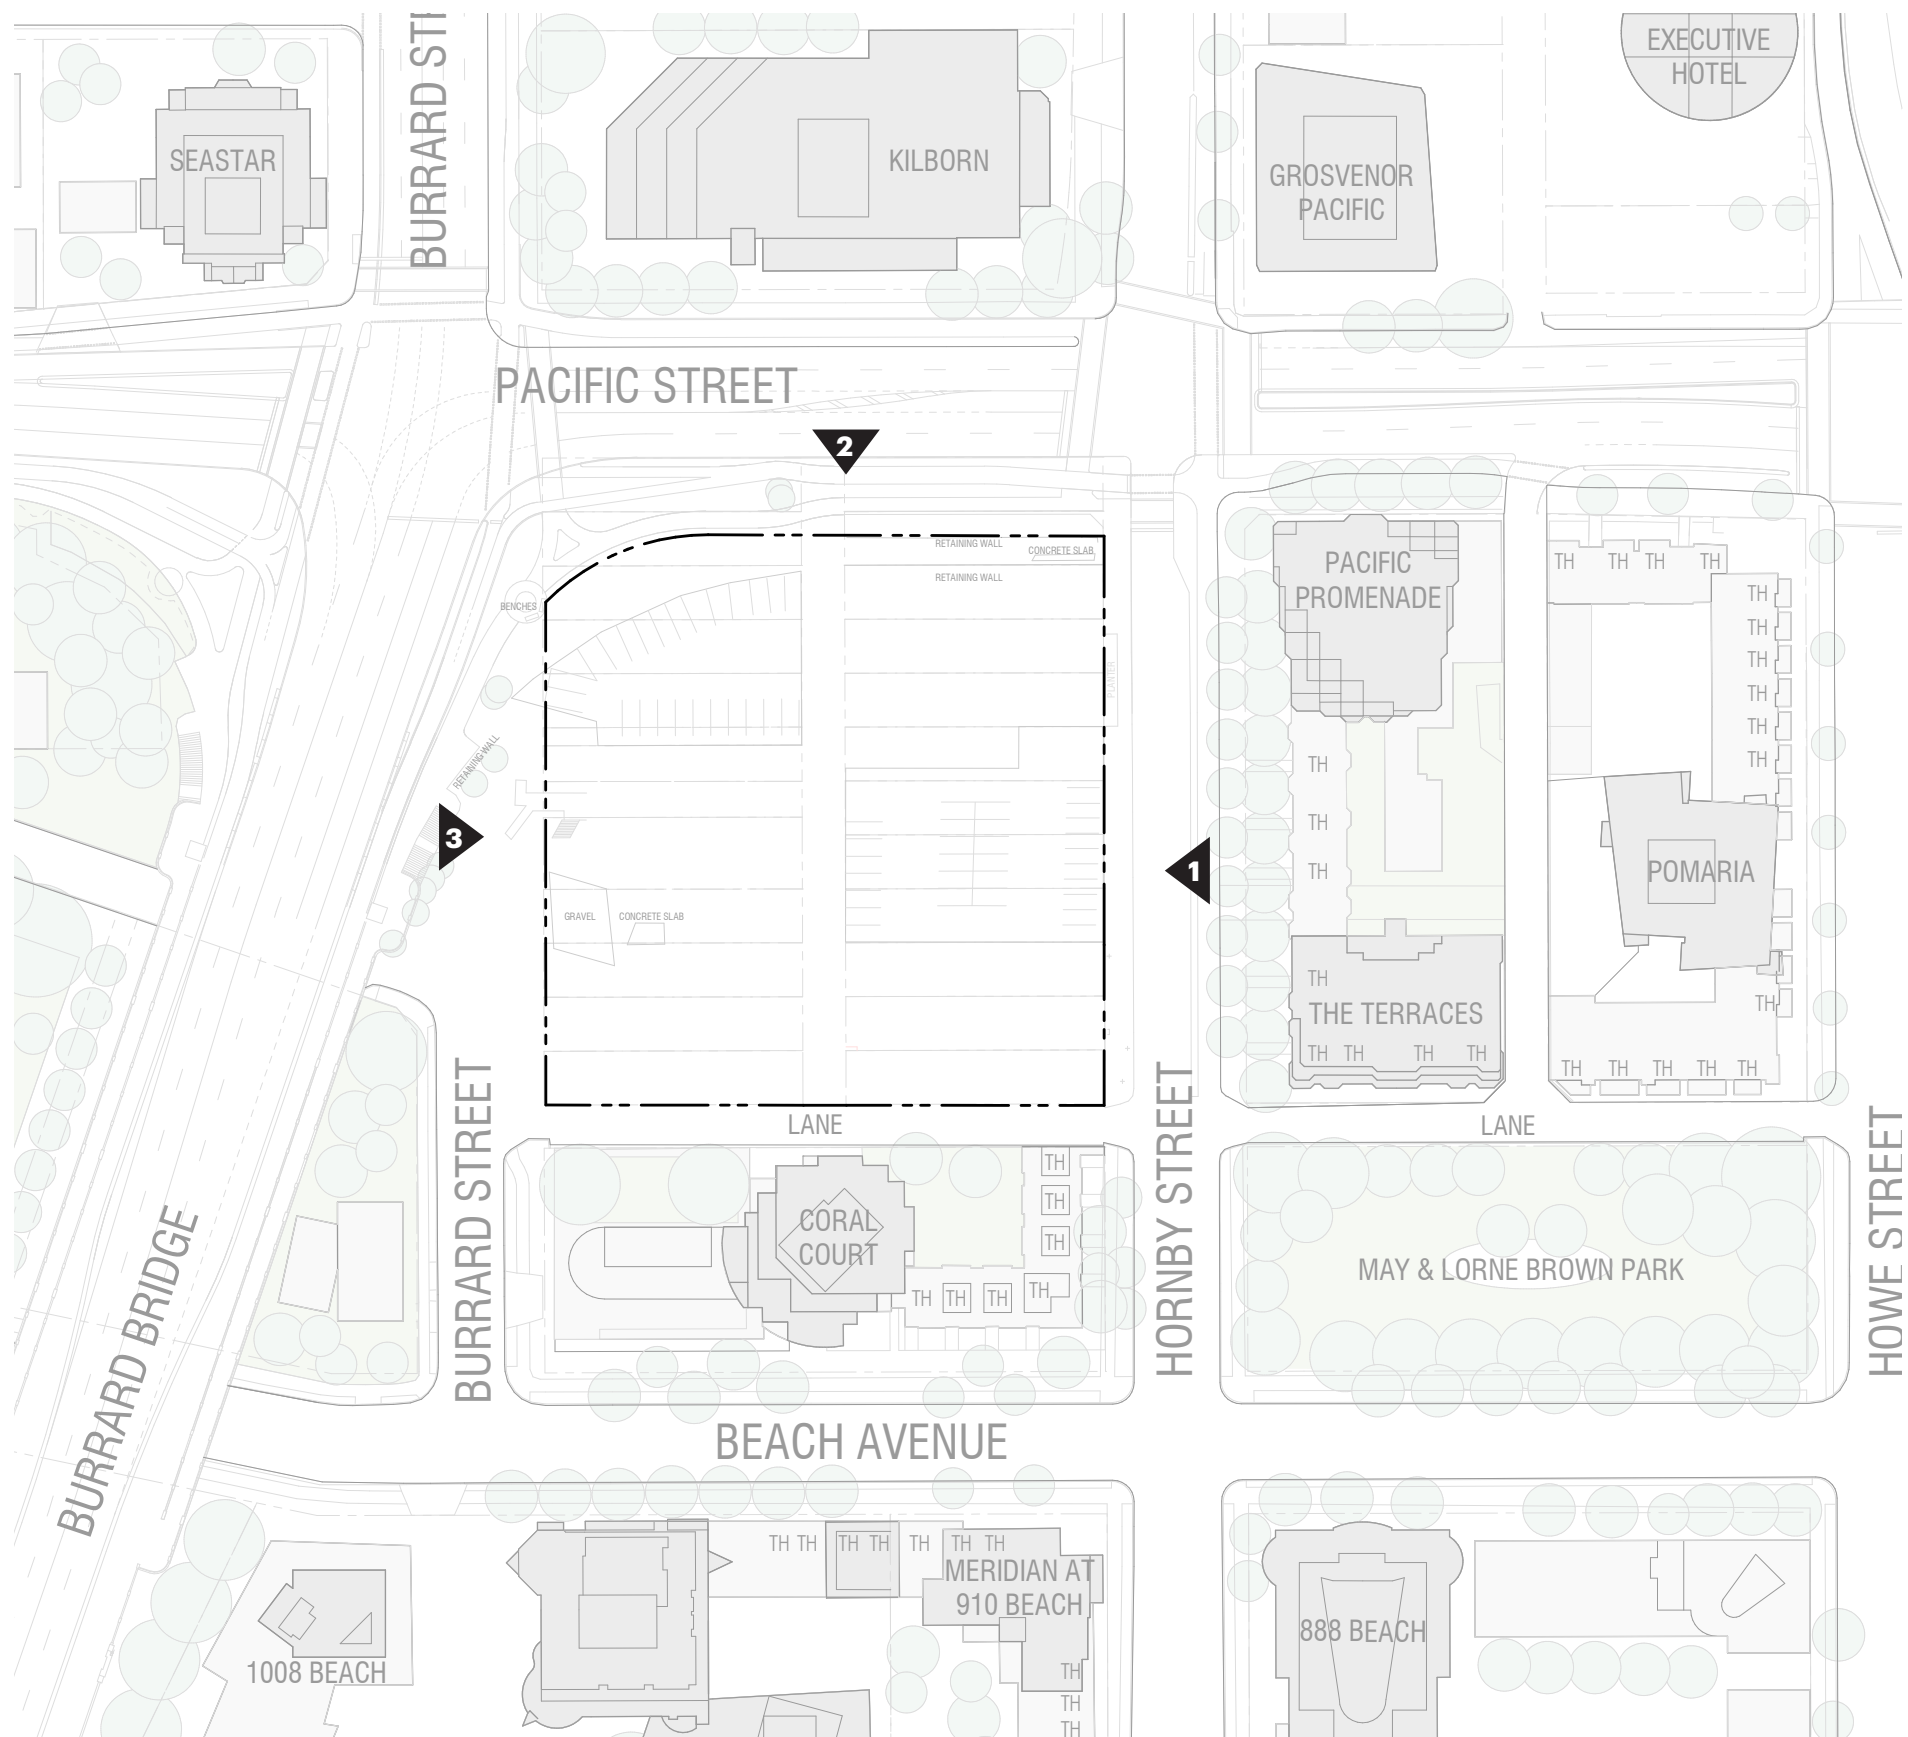 EXECUTIVE
HOTEL
BURRARD STR
SEASTAR
KILBORN
GROSVENOR
PACIFIC
PACIFIC STREET
2
RETAINING WALL
CONCRETE SLAB
RETAINING WALL
BENCHES
PLANTER
RETAINING WALL
3
1
GRAVEL
CONCRETE SLAB
PACIFIC
PROMENADE
TH
TH
TH
TH
THE TERRACES
TH TH TH TH
TH TH TH TH
TH
TH
TH
TH
TH
TH
POMARIA
TH
TH TH TH TH TH
LANE
LANE
BURRARD STREET
HORNBY STREET
HOWE STREET
BURRARD BRIDGE
CORAL
COURT
TH
TH
TH
TH
TH TH TH
MAY & LORNE BROWN PARK
BEACH AVENUE
1008 BEACH
TH TH TH TH TH TH TH
MERIDIAN AT
910 BEACH
TH
TH
TH
888 BEACH